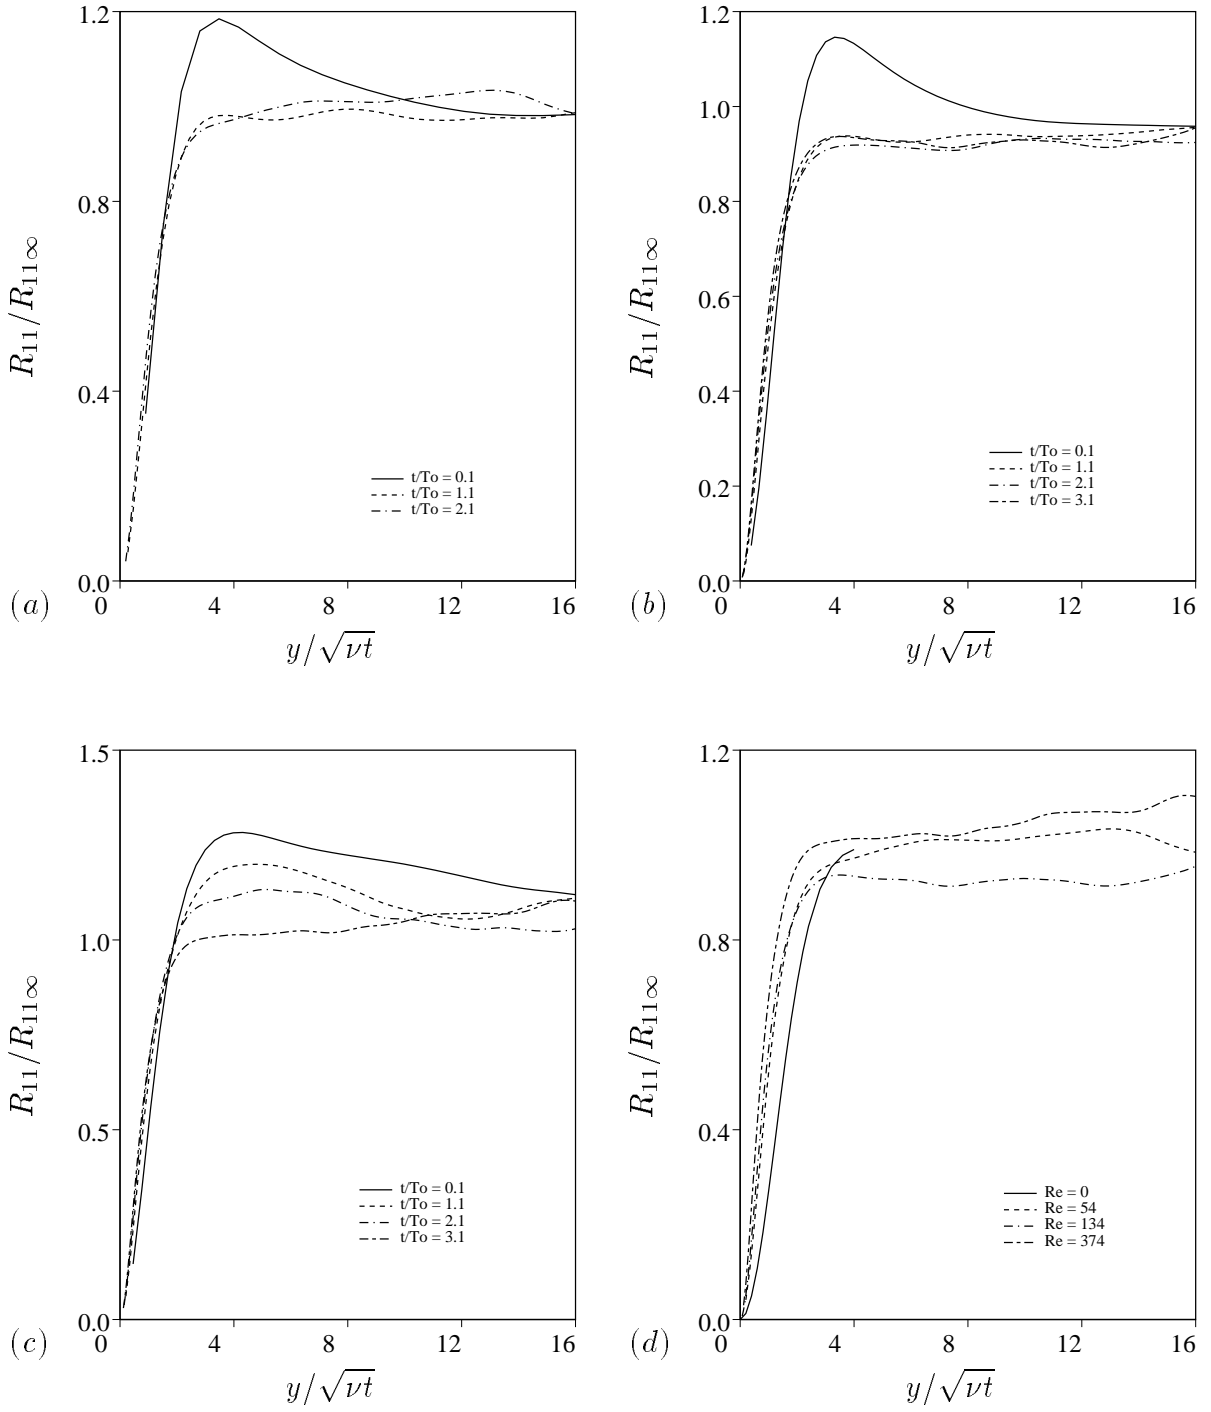 1.2
0.8
0.4
0.0
R11/R11∞
t/To = 0.1
t/To = 1.1
t/To = 2.1
(a)
0 4 8 12 16
y/√νt
1.2
1.0
0.8
0.6
0.4
0.2
0.0
R11/R11∞
t/To = 0.1
t/To = 1.1
t/To = 2.1
t/To = 3.1
(b)
0 4 8 12 16
y/√νt
1.5
1.0
0.5
0.0
R11/R11∞
t/To = 0.1
t/To = 1.1
t/To = 2.1
t/To = 3.1
(c)
0 4 8 12 16
y/√νt
1.2
0.8
0.4
0.0
R11/R11∞
Re = 0
Re = 54
Re = 134
Re = 374
(d)
0 4 8 12 16
y/√νt